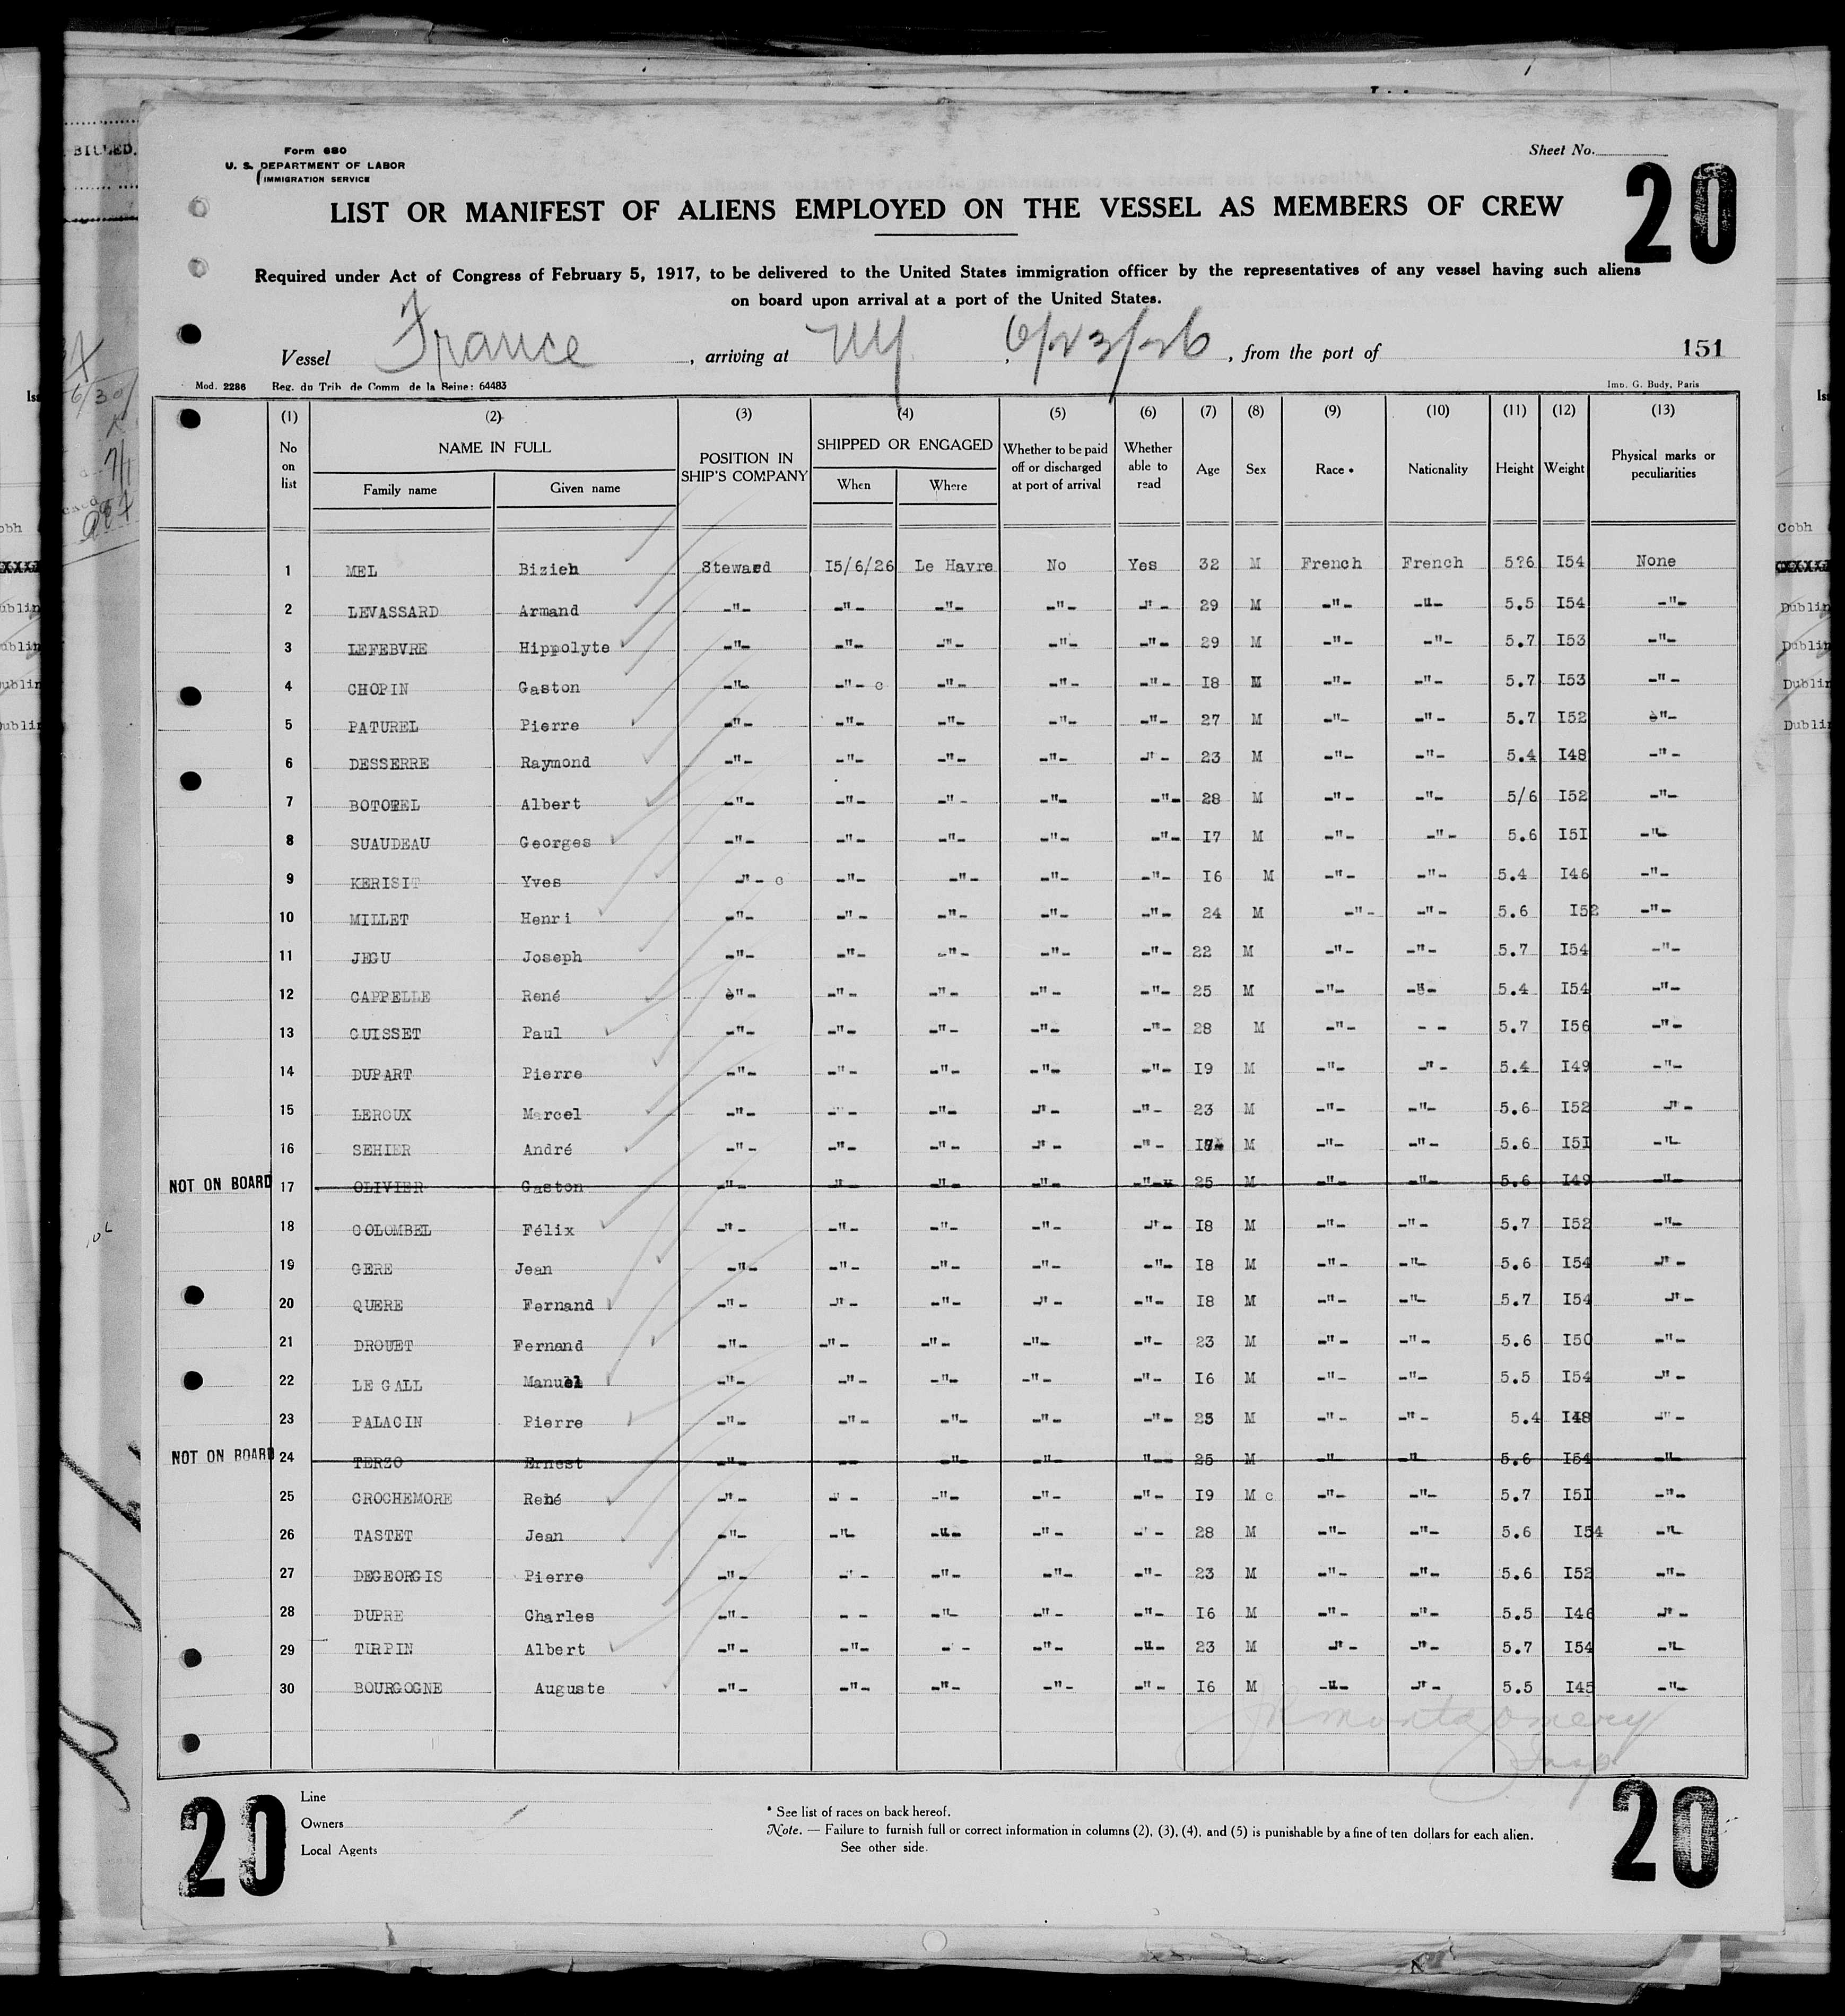 Form 680
U. S. DEPARTMENT OF LABOR
IMMIGRATION SERVICE
Sheet No.
20
LIST OR MANIFEST OF ALIENS EMPLOYED ON THE VESSEL AS MEMBERS OF CREW
Required under Act of Congress of February 5, 1917, to be delivered to the United States immigration officer by the representatives of any vessel having such aliens
on board upon arrival at a port of the United States.
Vessel France, arriving at NY, 6/23/26, from the port of 151
Mod. 2286 Reg. du Trib. de Comm. de la Seine: 64483 Imp. G. Budy, Paris
(1) (2) (3) (4) (5) (6) (7) (8) (9) (10) (11) (12) (13)
No on list NAME IN FULL Family name Given name POSITION IN SHIP'S COMPANY SHIPPED OR ENGAGED When Where Whether to be paid off or discharged at port of arrival Whether able to read Age Sex Race * Nationality Height Weight Physical marks or peculiarities
1 MEL Bizieh Steward I5/6/26 Le Havre No Yes 32 M French French 5?6 I54 None
2 LEVASSARD Armand -"- -"- -"- -"- -"- 29 M -"- -"- 5.5 I54 -"-
3 LEFEBVRE Hippolyte -"- -"- -"- -"- -"- 29 M -"- -"- 5.7 I53 -"-
4 CHOPIN Gaston -"- -"- c -"- -"- -"- I8 M -"- -"- 5.7 I53 -"-
5 PATUREL Pierre -"- -"- -"- -"- -"- 27 M -"- -"- 5.7 I52 -"-
6 DESSERRE Raymond -"- -"- -"- -"- -"- 23 M -"- -"- 5.4 I48 -"-
7 Albert -"- -"- -"- -"- -"- 28 M -"- -"- 5/6 I52 -"-
8 SUAUDEAU Georges -"- -"- -"- -"- -"- I7 M -"- -"- 5.6 I5I -"-
9 KERISIT Yves -"- c -"- -"- -"- -"- I6 M -"- -"- 5.4 I46 -"-
10 MILLET Henri -"- -"- -"- -"- -"- 24 M -"- -"- 5.6 I52 -"-
11 JEGU Joseph -"- -"- -"- -"- -"- 22 M -"- -"- 5.7 I54 -"-
12 CAPPELLE René -"- -"- -"- -"- -"- 25 M -"- -"- 5.4 I54 -"-
13 GUISSET Paul -"- -"- -"- -"- -"- 28 M -"- - - 5.7 I56 -"-
14 DUPART Pierre -"- -"- -"- -"- -"- I9 M -"- -"- 5.4 I49 -"-
15 LEROUX Marcel -"- -"- -"- -"- -"- 23 M -"- -"- 5.6 I52 -"-
16 SEHIER André -"- -"- -"- -"- -"- M -"- -"- 5.6 I5I -"-
NOT ON BOARD 17 OLIVIER Gaston -"- -"- -"- -"- -"- 25 M -"- -"- 5.6 I49 -"-
18 COLOMBEL Félix -"- -"- -"- -"- -"- I8 M -"- -"- 5.7 I52 -"-
19 GERE Jean -"- -"- -"- -"- -"- I8 M -"- -"- 5.6 I54 -"-
20 QUERE Fernand -"- -"- -"- -"- -"- I8 M -"- -"- 5.7 I54 -"-
21 DROUET Fernand -"- -"- -"- -"- -"- 23 M -"- -"- 5.6 I50 -"-
22 LE GALL Manuel -"- -"- -"- -"- -"- I6 M -"- -"- 5.5 I54 -"-
23 PALACIN Pierre -"- -"- -"- -"- -"- 25 M -"- -"- 5.4 I48 -"-
NOT ON BOARD 24 TERZO Ernest -"- -- -"- -"- "-- 25 M -"- -"- 5.6 I54 -"-
25 CROCHEMORE René -"- -"- -"- -"- -"- I9 M c -"- -"- 5.7 I5I -"-
26 TASTET Jean -"- -"- -"- -"- -"- 28 M -"- -"- 5.6 I54 -"-
27 DEGEORGIS Pierre -"- -"- -"- -"- -"- 23 M -"- -"- 5.6 I52 -"-
28 DUPRE Charles -"- - - -"- -"- -"- I6 M -"- -"- 5.5 I46 -"-
29 TURPIN Albert -"- -"- -"- -"- -"- 23 M -"- -"- 5.7 I54 -"-
30 BOURGOGNE Auguste -"- -"- -"- -"- -"- I6 M -"- -"- 5.5 I45 -"-
Montgomery
Insp.
20
Line
Owners
Local Agents
* See list of races on back hereof.
Note. — Failure to furnish full or correct information in columns (2), (3), (4), and (5) is punishable by a fine of ten dollars for each alien.
See other side.
20
BILLED.
Cobh
Dublin
Dublin
Dublin
Dublin